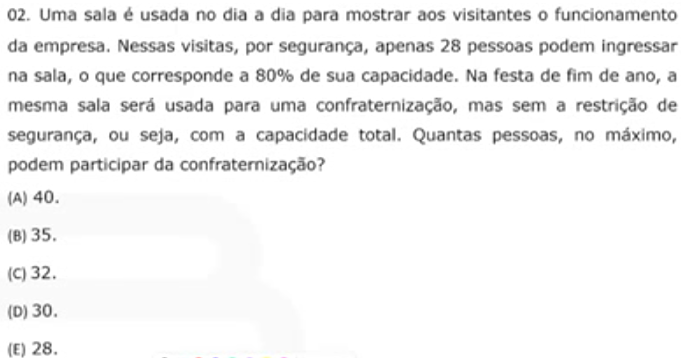 02. Uma sala é usada no dia a dia para mostrar aos visitantes o funcionamento
da empresa. Nessas visitas, por segurança, apenas 28 pessoas podem ingressar
na sala, o que corresponde a 80% de sua capacidade. Na festa de fim de ano, a
mesma sala será usada para uma confraternização, mas sem a restrição de
segurança, ou seja, com a capacidade total. Quantas pessoas, no máximo,
podem participar da confraternização?
(A) 40.
(B) 35.
(C) 32.
(D) 30.
(E) 28.